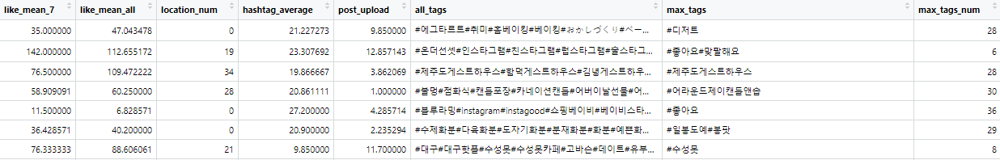 like_mean_7 like_mean_all location_num hashtag_average post_upload all_tags max_tags max_tags_num
35.000000 47.043478 0 21.227273 9.850000 #에그타르트#취미#홈베이킹#베이킹#おかしづくり#ベー... #디저트 28
142.000000 112.655172 19 23.307692 12.857143 #온더선셋#인스타그램#친스타그램#럽스타그램#술스타그... #좋아요#맞팔해요 6
76.500000 109.472222 34 19.866667 3.862069 #제주도게스트하우스#함덕게스트하우스#김녕게스트하우... #제주도게스트하우스 28
58.909091 60.250000 28 20.861111 1.000000 #불멍#점화식#캔들포장#카네이션캔들#어버이날선물#어... #어라운드제이캔들앤솝 30
11.500000 6.828571 0 27.200000 4.285714 #블루라밍#instagram#instagood#쇼핑베이비#베이비스타... #좋아요 36
36.428571 40.200000 0 20.900000 2.235294 #수제화분#다육화분#도자기화분#분재화분#화분#예쁜화... #일봉도예#봉팟 29
76.333333 88.606061 21 9.850000 11.700000 #대구#대구핫플#수성못#수성못카페#고바슨#데이트#유부... #수성못 8